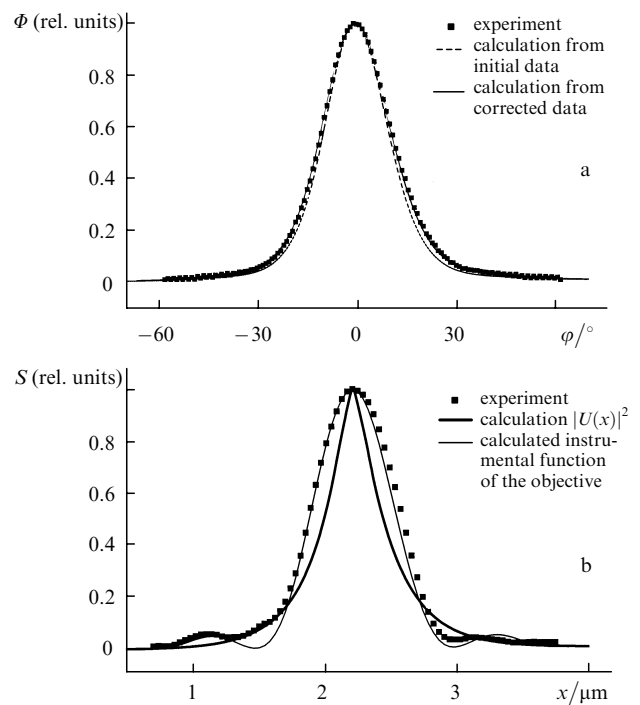 Φ (rel. units)
experiment
calculation from
initial data
calculation from
corrected data
a
0.8
0.6
0.4
0.2
0
−60
−30
0
30
φ/°
S (rel. units)
experiment
calculation |U(x)|²
calculated instru-
mental function
of the objective
b
0.8
0.6
0.4
0.2
0
1
2
3
x/μm